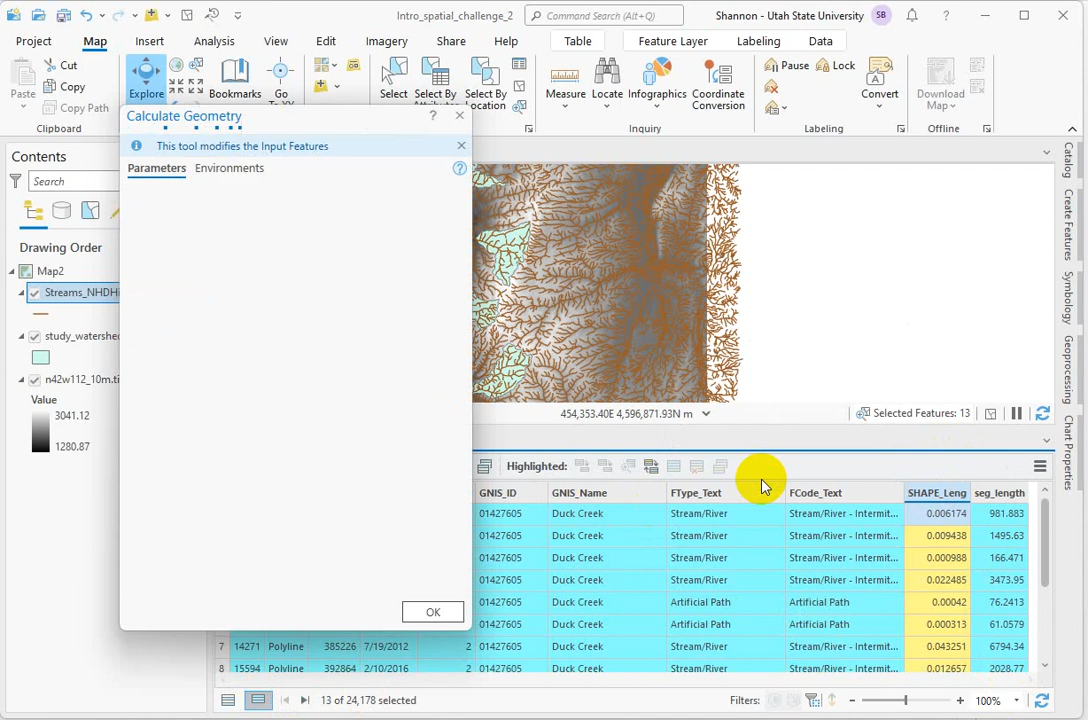 Intro_spatial_challenge_2
Command Search (Alt+Q)
Shannon - Utah State University
SB
?
Project
Map
Insert
Analysis
View
Edit
Imagery
Share
Help
Table
Feature Layer
Labeling
Data
Paste
Cut
Copy
Copy Path
Clipboard
Explore
Bookmarks
Go
Select
Select By
Select By
Location
Measure
Locate
Infographics
Coordinate
Conversion
Inquiry
Pause
Lock
Labeling
Convert
Download
Map
Offline
Calculate Geometry
?
This tool modifies the Input Features
Parameters
Environments
?
OK
Contents
Search
Drawing Order
Map2
Streams_NHDHi
study_watershed
n42w112_10m.ti
Value
3041.12
1280.87
454,353.40E 4,596,871.93N m
Selected Features: 13
Catalog
Create Features
Symbology
Geoprocessing
Chart Properties
Highlighted:
GNIS_ID GNIS_Name FType_Text FCode_Text SHAPE_Leng seg_length
01427605 Duck Creek Stream/River Stream/River - Intermit... 0.006174 981.883
01427605 Duck Creek Stream/River Stream/River - Intermit... 0.009438 1495.63
01427605 Duck Creek Stream/River Stream/River - Intermit... 0.000988 166.471
01427605 Duck Creek Stream/River Stream/River - Intermit... 0.022485 3473.95
01427605 Duck Creek Artificial Path Artificial Path 0.00042 76.2413
01427605 Duck Creek Artificial Path Artificial Path 0.000313 61.0579
7 14271 Polyline 385226 7/19/2012 2 01427605 Duck Creek Stream/River Stream/River - Intermit... 0.043251 6794.34
8 15594 Polyline 392864 2/10/2016 2 01427605 Duck Creek Stream/River Stream/River - Intermit... 0.012657 2028.77
13 of 24,178 selected
Filters:
100%